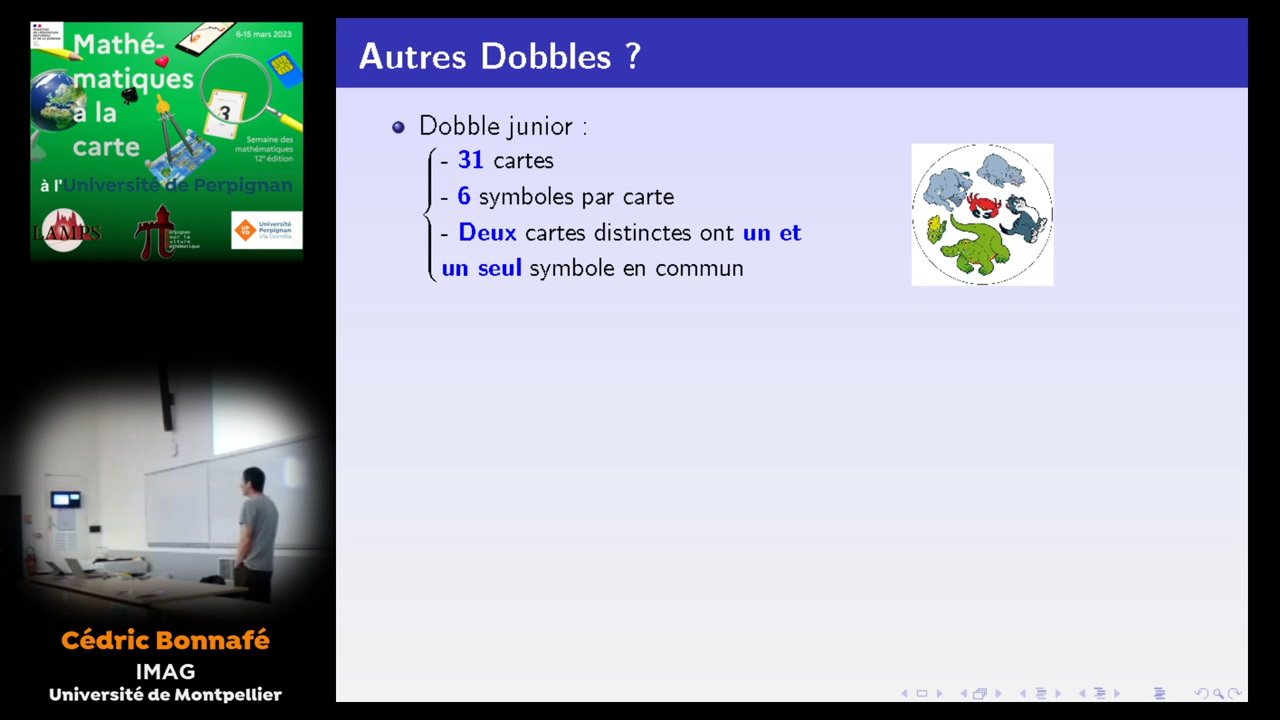 Mathé-
matiques
à la
carte
6-15 mars 2023
3
Semaine des
mathématiques
12e édition
à l'Université de Perpignan
LAMPS
Université
Perpignan
Via Domitia
Cédric Bonnafé
IMAG
Université de Montpellier
Autres Dobbles ?
Dobble junior :
- 31 cartes
- 6 symboles par carte
- Deux cartes distinctes ont un et
un seul symbole en commun